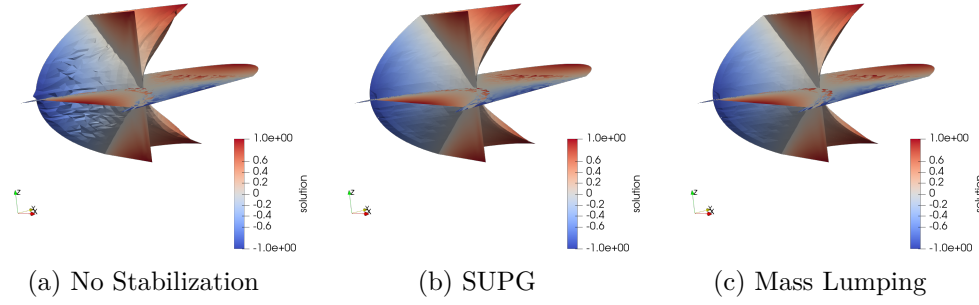 1.0e+00
0.6
0.4
0.2
0
-0.2
-0.4
-0.6
-1.0e+00
solution
Z
Y
X
(a) No Stabilization
1.0e+00
0.6
0.4
0.2
0
-0.2
-0.4
-0.6
-1.0e+00
solution
Z
Y
X
(b) SUPG
1.0e+00
0.6
0.4
0.2
0
-0.2
-0.4
-0.6
-1.0e+00
solution
Z
Y
X
(c) Mass Lumping